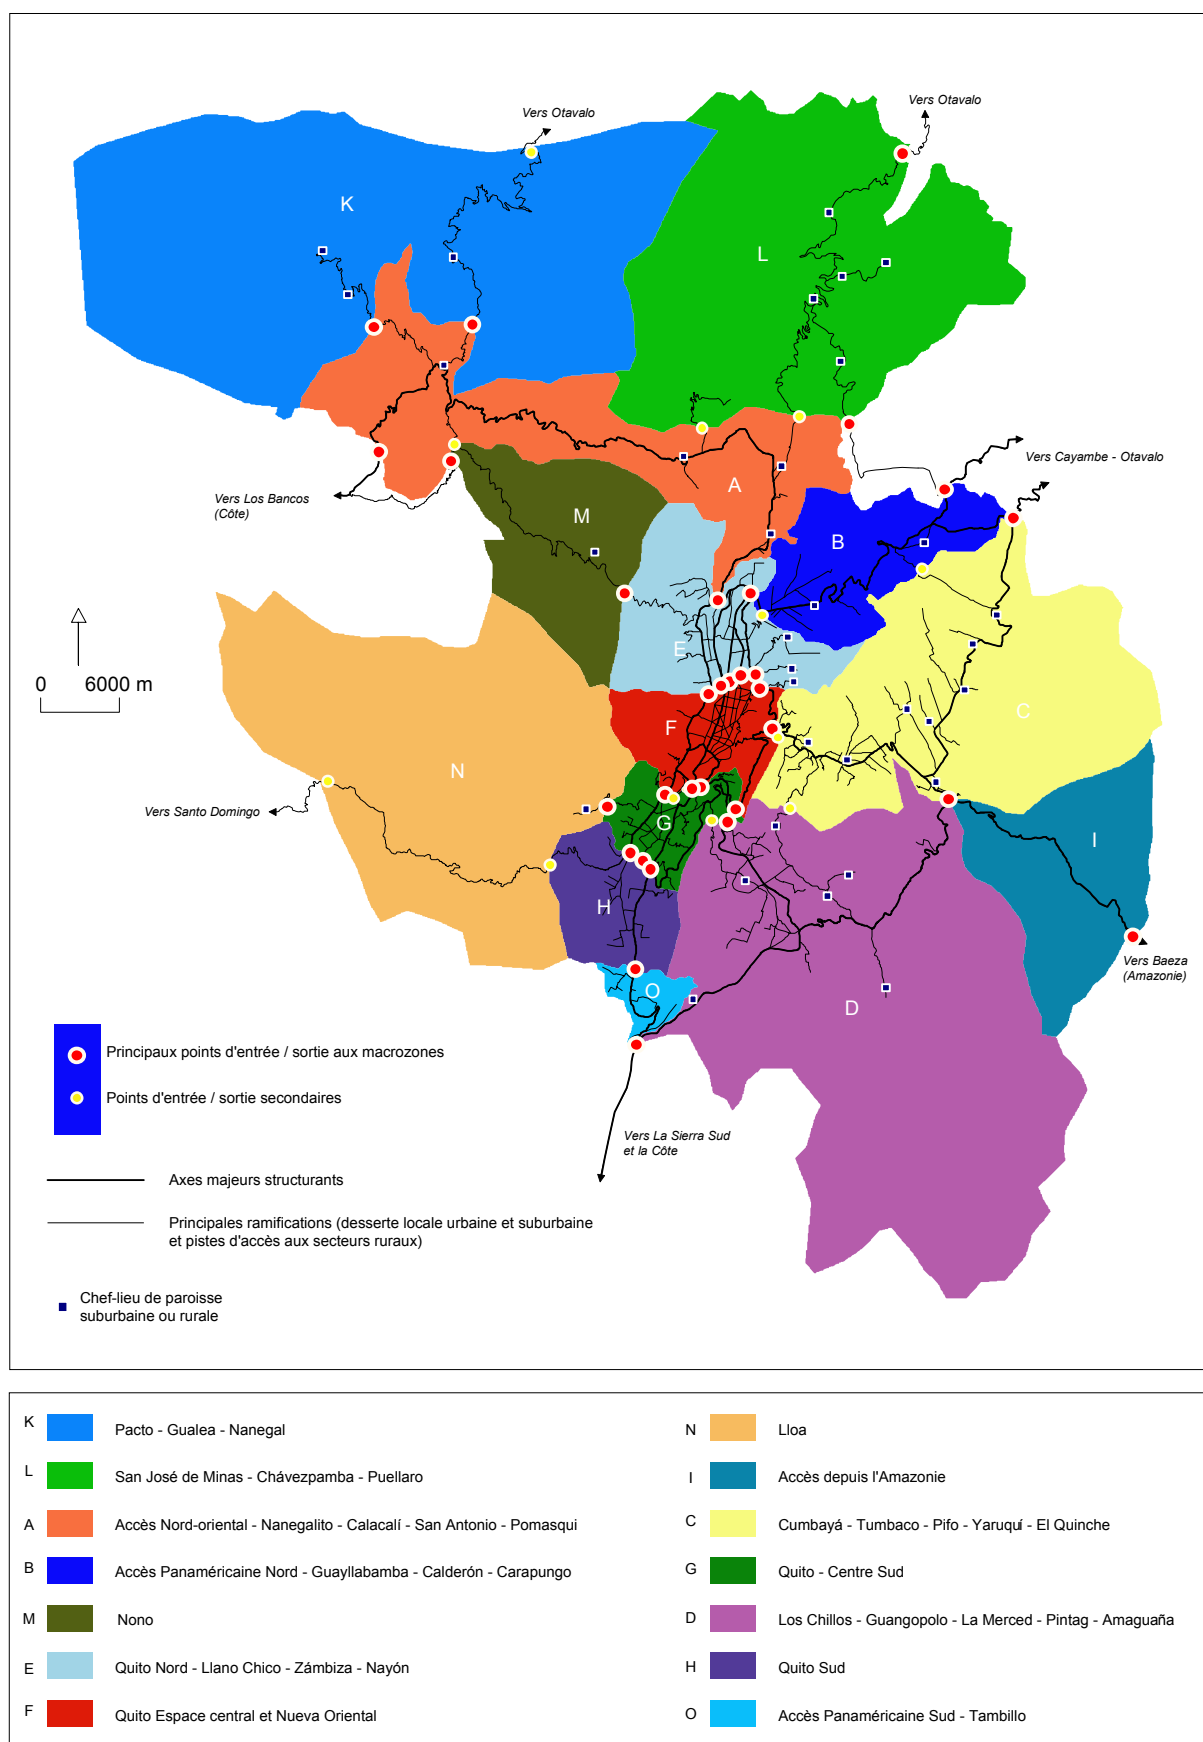 Vers Otavalo
Vers Otavalo
K
L
Vers Cayambe - Otavalo
A
Vers Los Bancos
(Côte)
M
B
E
0 6000 m
C
F
N
Vers Santo Domingo
G
I
H
Vers Baeza
(Amazonie)
O
D
Principaux points d'entrée / sortie aux macrozones
Points d'entrée / sortie secondaires
Vers La Sierra Sud
et la Côte
Axes majeurs structurants
Principales ramifications (desserte locale urbaine et suburbaine
et pistes d'accès aux secteurs ruraux)
Chef-lieu de paroisse
suburbaine ou rurale
K Pacto - Gualea - Nanegal
L San José de Minas - Chávezpamba - Puellaro
A Accès Nord-oriental - Nanegalito - Calacalí - San Antonio - Pomasqui
B Accès Panaméricaine Nord - Guayllabamba - Calderón - Carapungo
M Nono
E Quito Nord - Llano Chico - Zámbiza - Nayón
F Quito Espace central et Nueva Oriental
N Lloa
I Accès depuis l'Amazonie
C Cumbayá - Tumbaco - Pifo - Yaruquí - El Quinche
G Quito - Centre Sud
D Los Chillos - Guangopolo - La Merced - Pintag - Amaguaña
H Quito Sud
O Accès Panaméricaine Sud - Tambillo